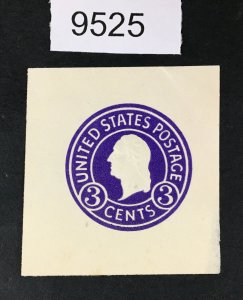 9525
UNITED STATES POSTAGE
3 CENTS 3